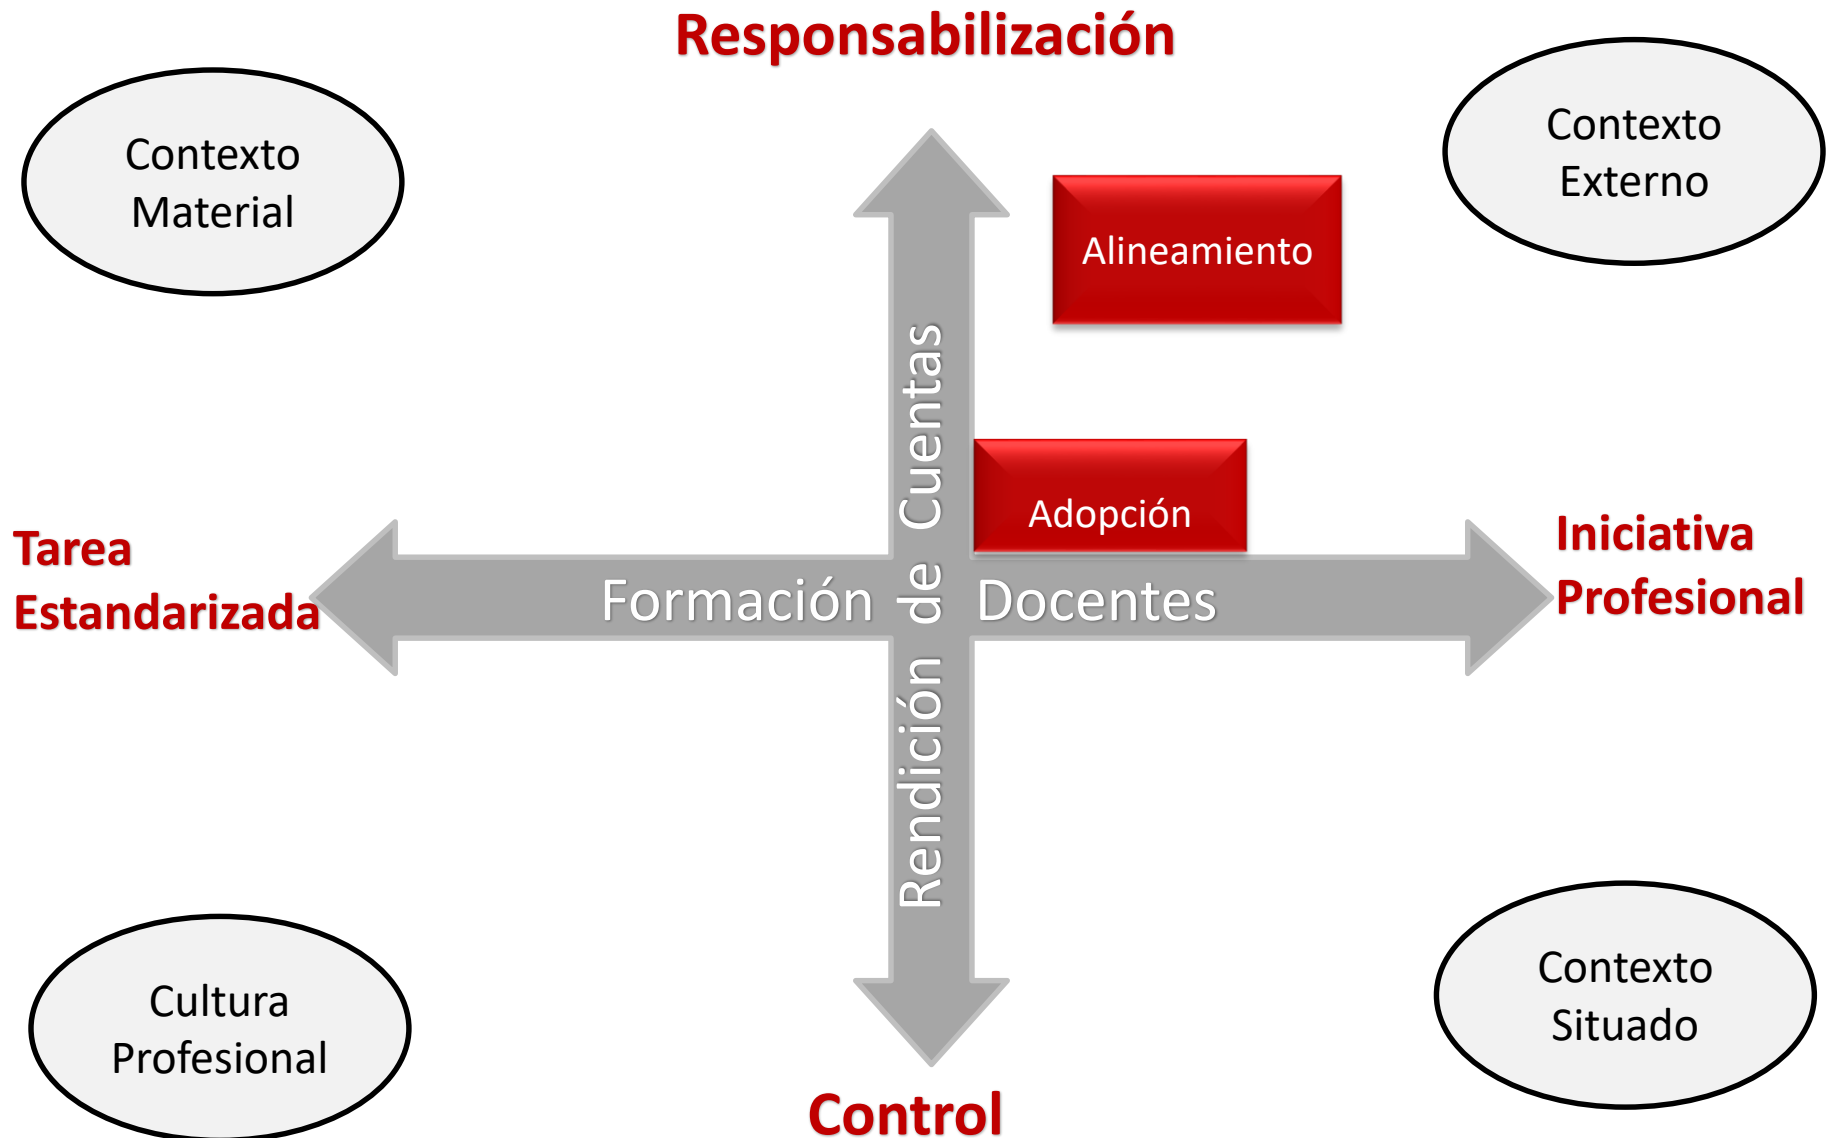 Responsabilización
Contexto
Material
Contexto
Externo
Alineamiento
Adopción
Tarea
Estandarizada
Iniciativa
Profesional
Formación Docentes
Rendición de Cuentas
Cultura
Profesional
Contexto
Situado
Control